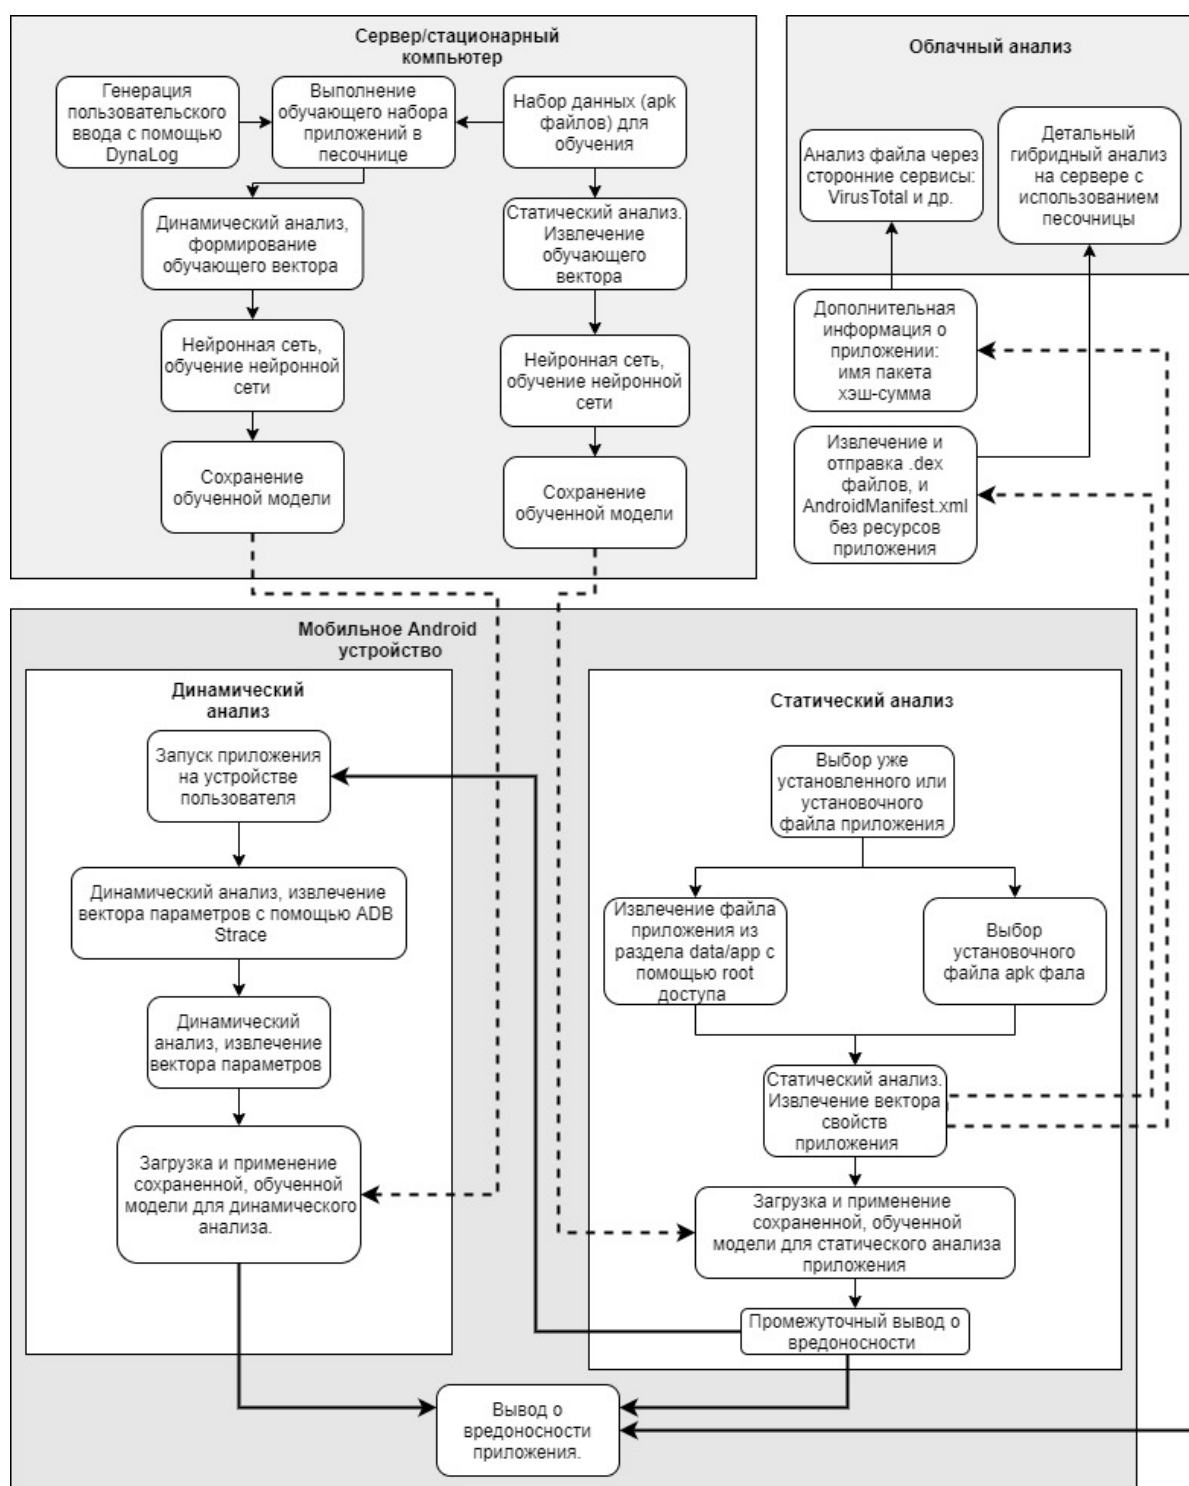 Сервер/стационарный
компьютер
Генерация
пользовательского
ввода с помощью
DynaLog
Выполнение
обучающего набора
приложений в
песочнице
Набор данных (apk
файлов) для
обучения
Динамический анализ,
формирование
обучающего вектора
Статический анализ.
Извлечение
обучающего
вектора
Нейронная сеть,
обучение нейронной
сети
Нейронная сеть,
обучение нейронной
сети
Сохранение
обученной модели
Сохранение
обученной модели
Облачный анализ
Анализ файла через
сторонние сервисы:
VirusTotal и др.
Детальный
гибридный анализ
на сервере с
использованием
песочницы
Дополнительная
информация о
приложении:
имя пакета
хэш-сумма
Извлечение и
отправка .dex
файлов, и
AndroidManifest.xml
без ресурсов
приложения
Мобильное Android
устройство
Динамический
анализ
Запуск приложения
на устройстве
пользователя
Динамический анализ, извлечение
вектора параметров с помощью ADB
Strace
Динамический
анализ, извлечение
вектора параметров
Загрузка и применение
сохраненной, обученной
модели для динамического
анализа.
Статический анализ
Выбор уже
установленного или
установочного
файла приложения
Извлечение файла
приложения из
раздела data/app с
помощью root
доступа
Выбор
установочного
файла apk фала
Статический анализ.
Извлечение вектора
свойств
приложения
Загрузка и применение
сохраненной, обученной
модели для статического анализа
приложения
Промежуточный вывод о
вредоносности
Вывод о
вредоносности
приложения.